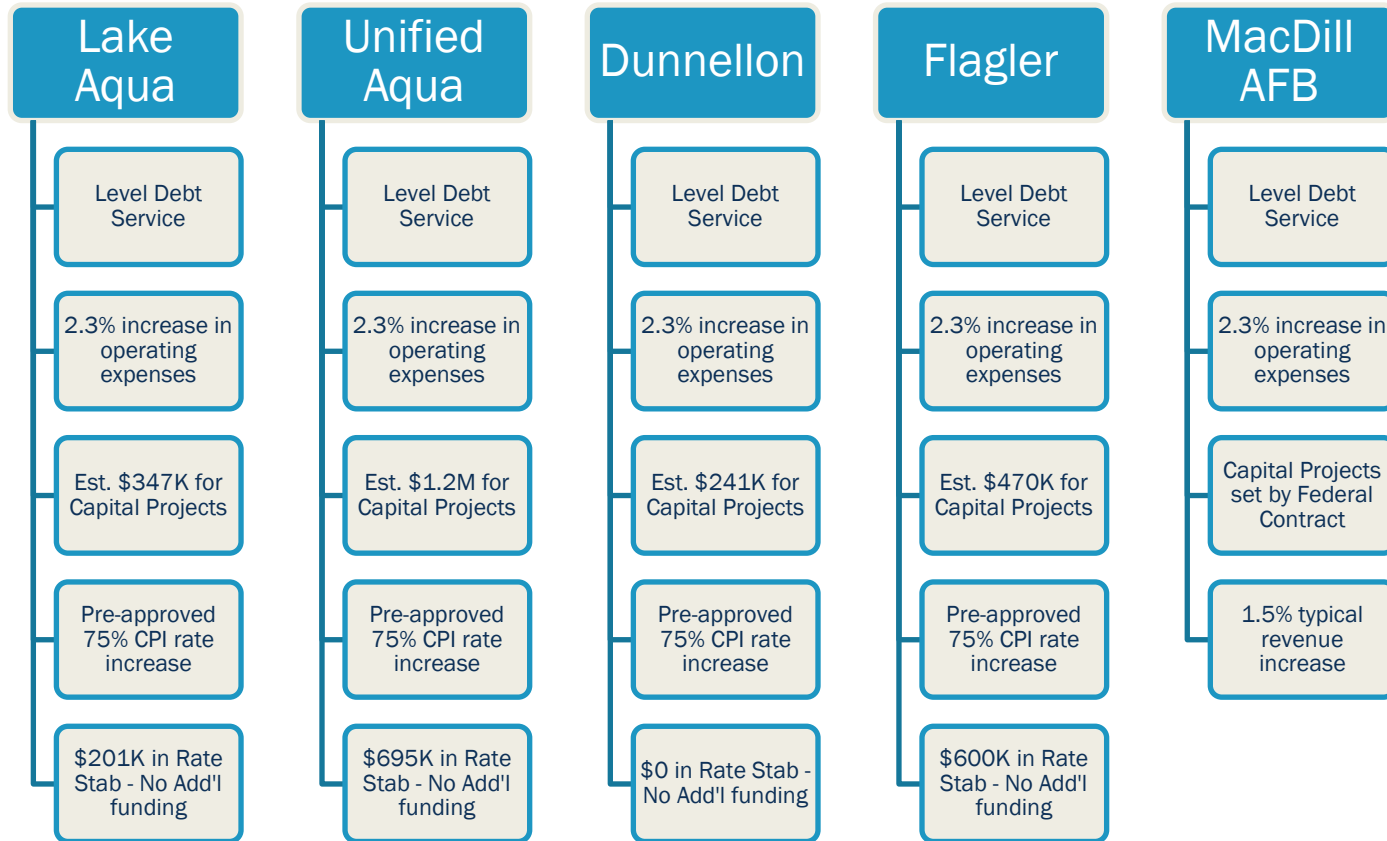 Lake
Aqua
Level Debt
Service
2.3% increase in
operating
expenses
Est. $347K for
Capital Projects
Pre-approved
75% CPI rate
increase
$201K in Rate
Stab - No Add'l
funding
Unified
Aqua
Level Debt
Service
2.3% increase in
operating
expenses
Est. $1.2M for
Capital Projects
Pre-approved
75% CPI rate
increase
$695K in Rate
Stab - No Add'l
funding
Dunnellon
Level Debt
Service
2.3% increase in
operating
expenses
Est. $241K for
Capital Projects
Pre-approved
75% CPI rate
increase
$0 in Rate Stab -
No Add'l funding
Flagler
Level Debt
Service
2.3% increase in
operating
expenses
Est. $470K for
Capital Projects
Pre-approved
75% CPI rate
increase
$600K in Rate
Stab - No Add'l
funding
MacDill
AFB
Level Debt
Service
2.3% increase in
operating
expenses
Capital Projects
set by Federal
Contract
1.5% typical
revenue
increase